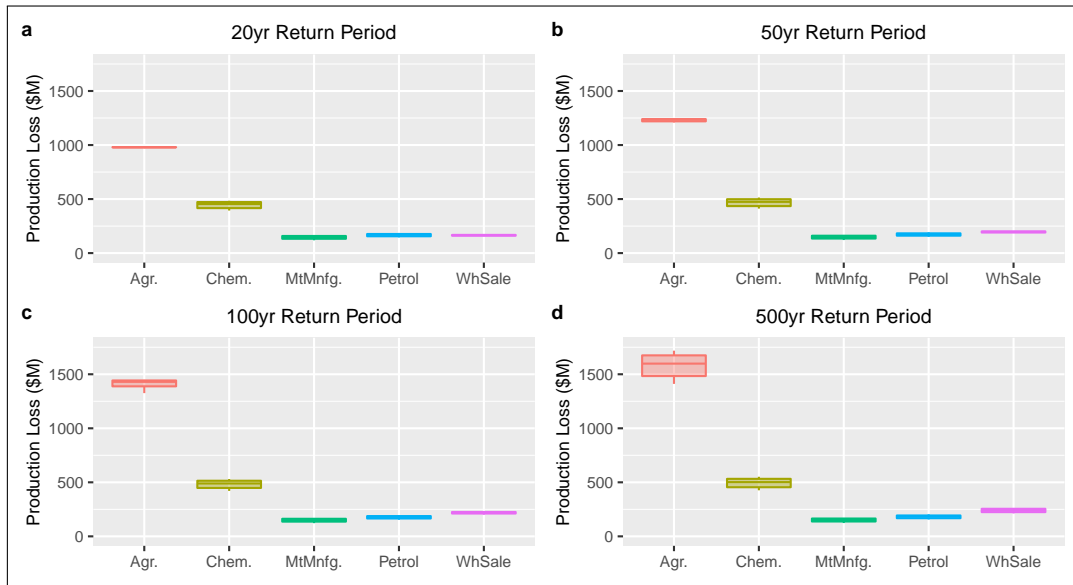 a
20yr Return Period
Production Loss ($M)
1500
1000
500
0
Agr. Chem. MtMnfg. Petrol WhSale
b
50yr Return Period
Production Loss ($M)
1500
1000
500
0
Agr. Chem. MtMnfg. Petrol WhSale
c
100yr Return Period
Production Loss ($M)
1500
1000
500
0
Agr. Chem. MtMnfg. Petrol WhSale
d
500yr Return Period
Production Loss ($M)
1500
1000
500
0
Agr. Chem. MtMnfg. Petrol WhSale